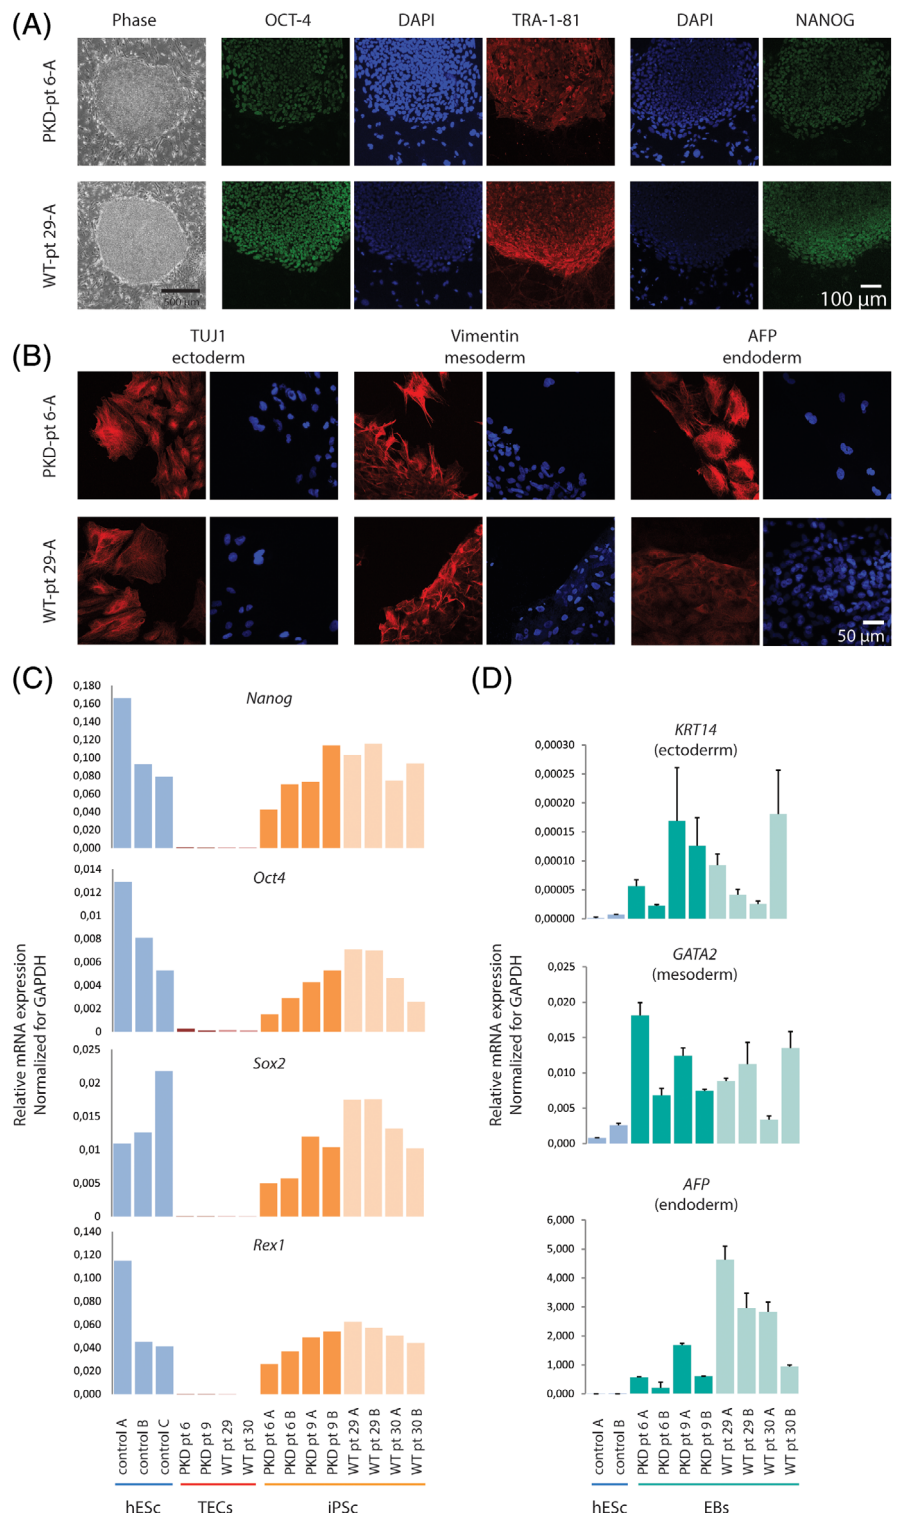 (A)
Phase OCT-4 DAPI TRA-1-81 DAPI NANOG
PKD-pt 6-A
WT-pt 29-A
500 μm
100 μm
(B)
TUJ1 Vimentin AFP
ectoderm mesoderm endoderm
PKD-pt 6-A
WT-pt 29-A
50 μm
(C)
Relative mRNA expression
Normalized for GAPDH
Nanog
0,180
0,160
0,140
0,120
0,100
0,080
0,060
0,040
0,020
0,000
Oct4
0,014
0,012
0,01
0,008
0,006
0,004
0,002
0
Sox2
0,025
0,02
0,015
0,01
0,005
0
Rex1
0,140
0,120
0,100
0,080
0,060
0,040
0,020
0,000
control A
control B
control C
PKD pt 6
PKD pt 9
WT pt 29
WT pt 30
PKD pt 6 A
PKD pt 6 B
PKD pt 9 A
PKD pt 9 B
WT pt 29 A
WT pt 29 B
WT pt 30 A
WT pt 30 B
hESc TECs iPSc
(D)
Relative mRNA expression
Normalized for GAPDH
KRT14
(ectoderrm)
0,00030
0,00025
0,00020
0,00015
0,00010
0,00005
0,00000
GATA2
(mesoderm)
0,025
0,020
0,015
0,010
0,005
0,000
AFP
(endoderm)
6,000
5,000
4,000
3,000
2,000
1,000
0,000
control A
control B
PKD pt 6 A
PKD pt 6 B
PKD pt 9 A
PKD pt 9 B
WT pt 29 A
WT pt 29 B
WT pt 30 A
WT pt 30 B
hESc EBs